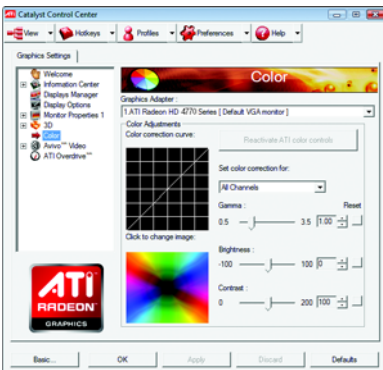 Catalyst Control Center
View Hotkeys Profiles Preferences Help
Graphics Settings
Welcome
Information Center
Displays Manager
Display Options
Monitor Properties 1
3D
Color
Avivo™ Video
ATI Overdrive™
ATI
RADEON
GRAPHICS
Color
Graphics Adapter :
1.ATI Radeon HD 4770 Series [ Default VGA monitor ]
Color Adjustments
Color correction curve:
Click to change image:
Reactivate ATI color controls
Set color correction for:
All Channels
Gamma : Reset
0.5 3.5 1.00
Brightness :
-100 100 0
Contrast :
0 200 100
Basic... OK Apply Discard Defaults